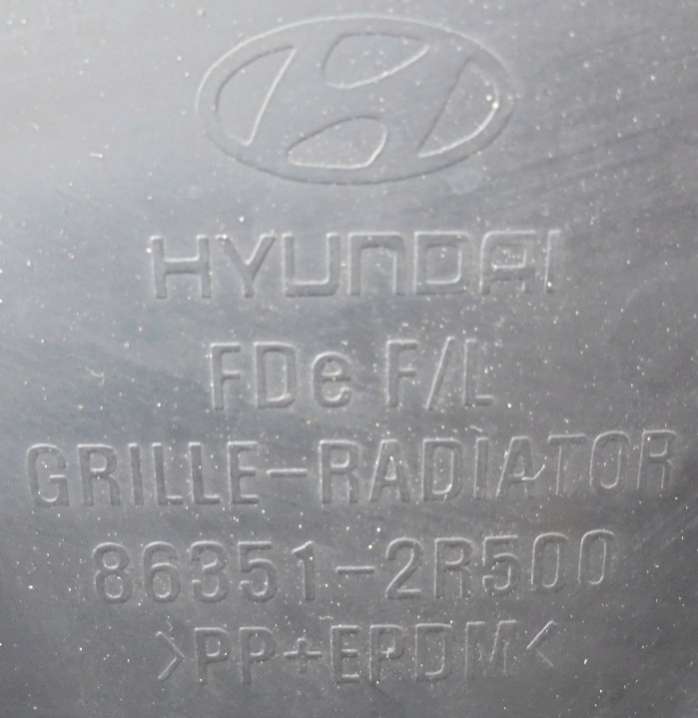 HYUNDAI
FDe F/L
GRILLE-RADIATOR
86351-2R500
>PP+EPDM<